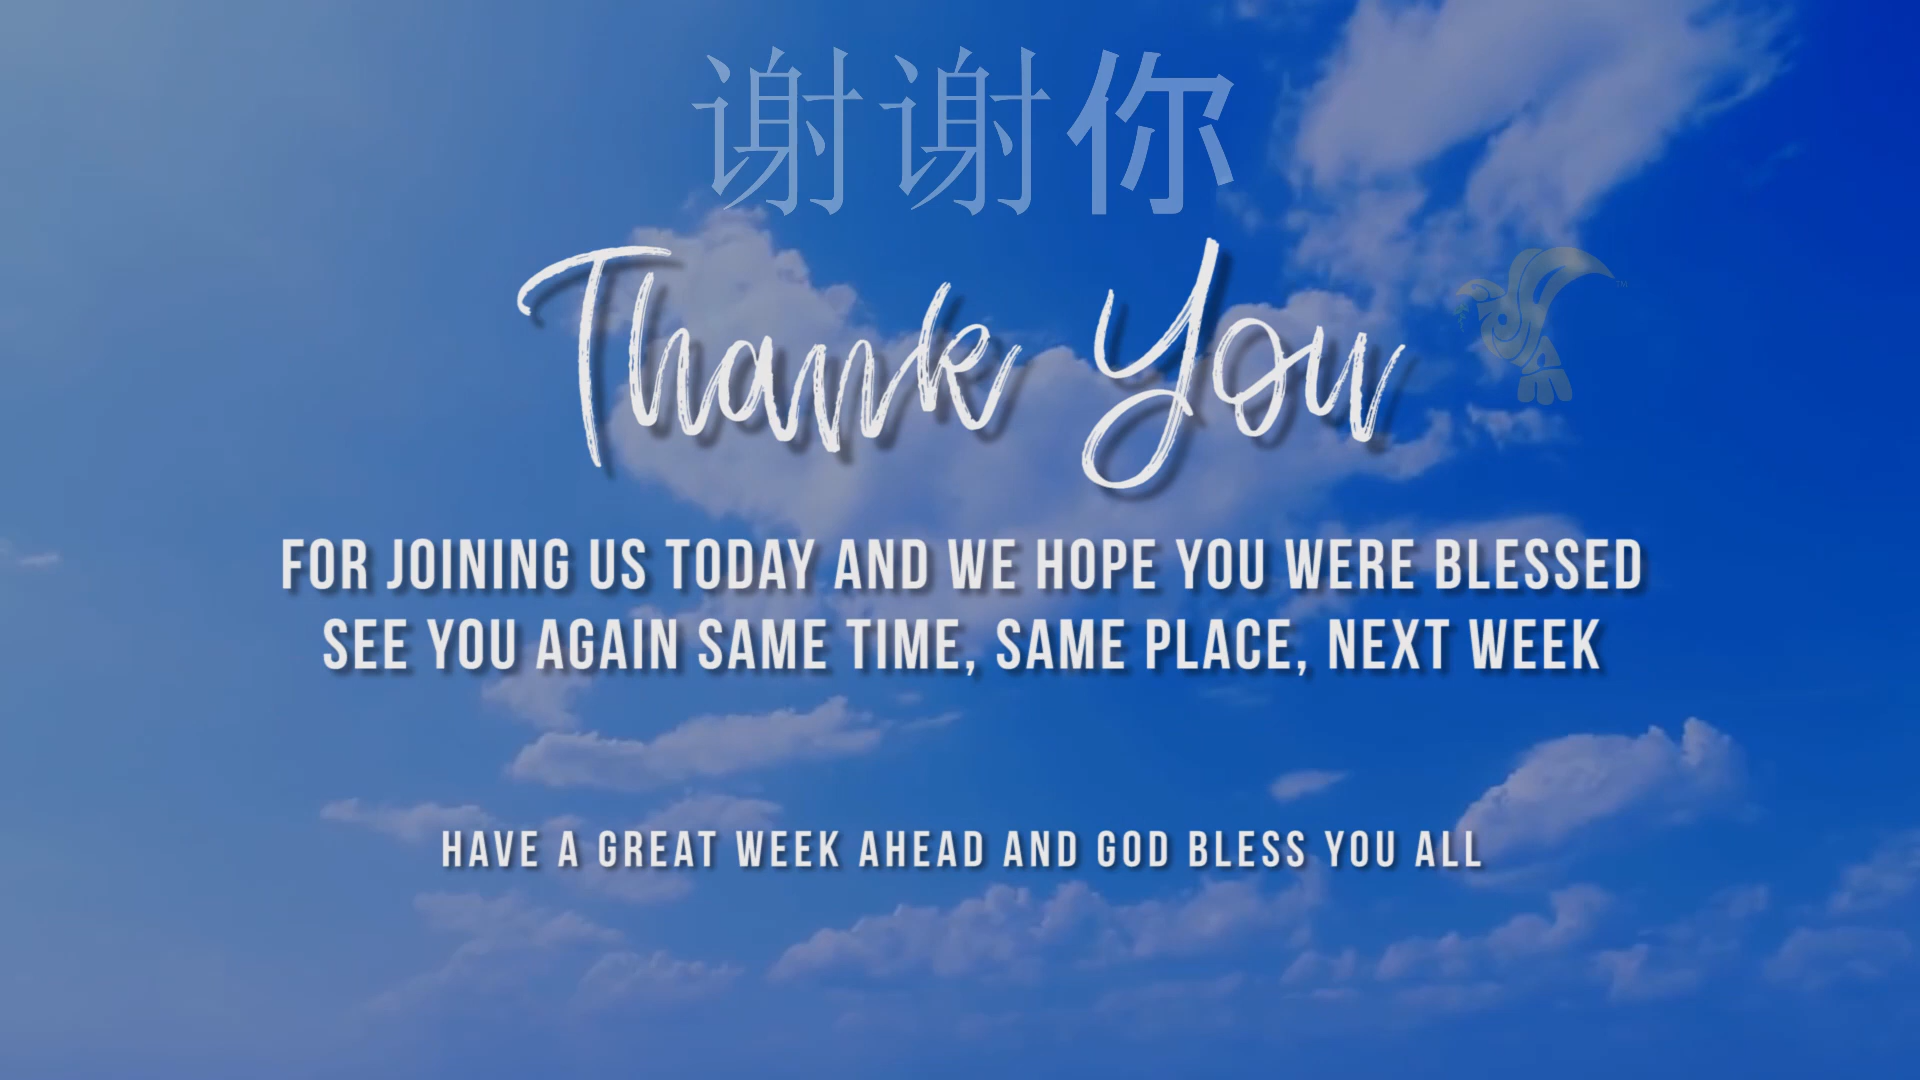 谢谢你
Thank You
FOR JOINING US TODAY AND WE HOPE YOU WERE BLESSED
SEE YOU AGAIN SAME TIME, SAME PLACE, NEXT WEEK
HAVE A GREAT WEEK AHEAD AND GOD BLESS YOU ALL